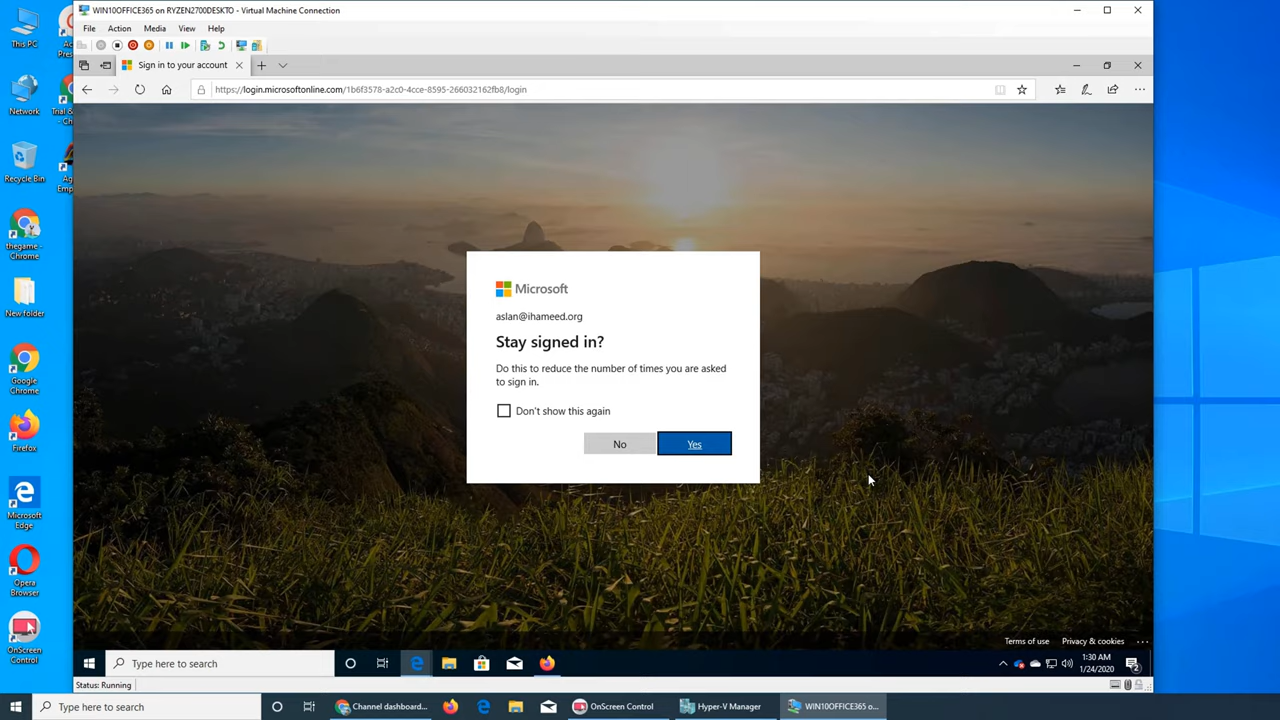 WIN10OFFICE365 on RYZEN2700DESKTO - Virtual Machine Connection
File Action Media View Help
Sign in to your account
https://login.microsoftonline.com/1b6f3578-a2c0-4cce-8595-266032162fb8/login
Microsoft
aslan@ihameed.org
Stay signed in?
Do this to reduce the number of times you are asked
to sign in.
Don't show this again
No
Yes
Terms of use
Privacy & cookies
Type here to search
1:30 AM
1/24/2020
2
Status: Running
This PC
Network
Recycle Bin
thegame -
Chrome
New folder
Google
Chrome
Firefox
Microsoft
Edge
Opera
Browser
OnScreen
Control
Type here to search
Channel dashboard...
OnScreen Control
Hyper-V Manager
WIN10OFFICE365 o...